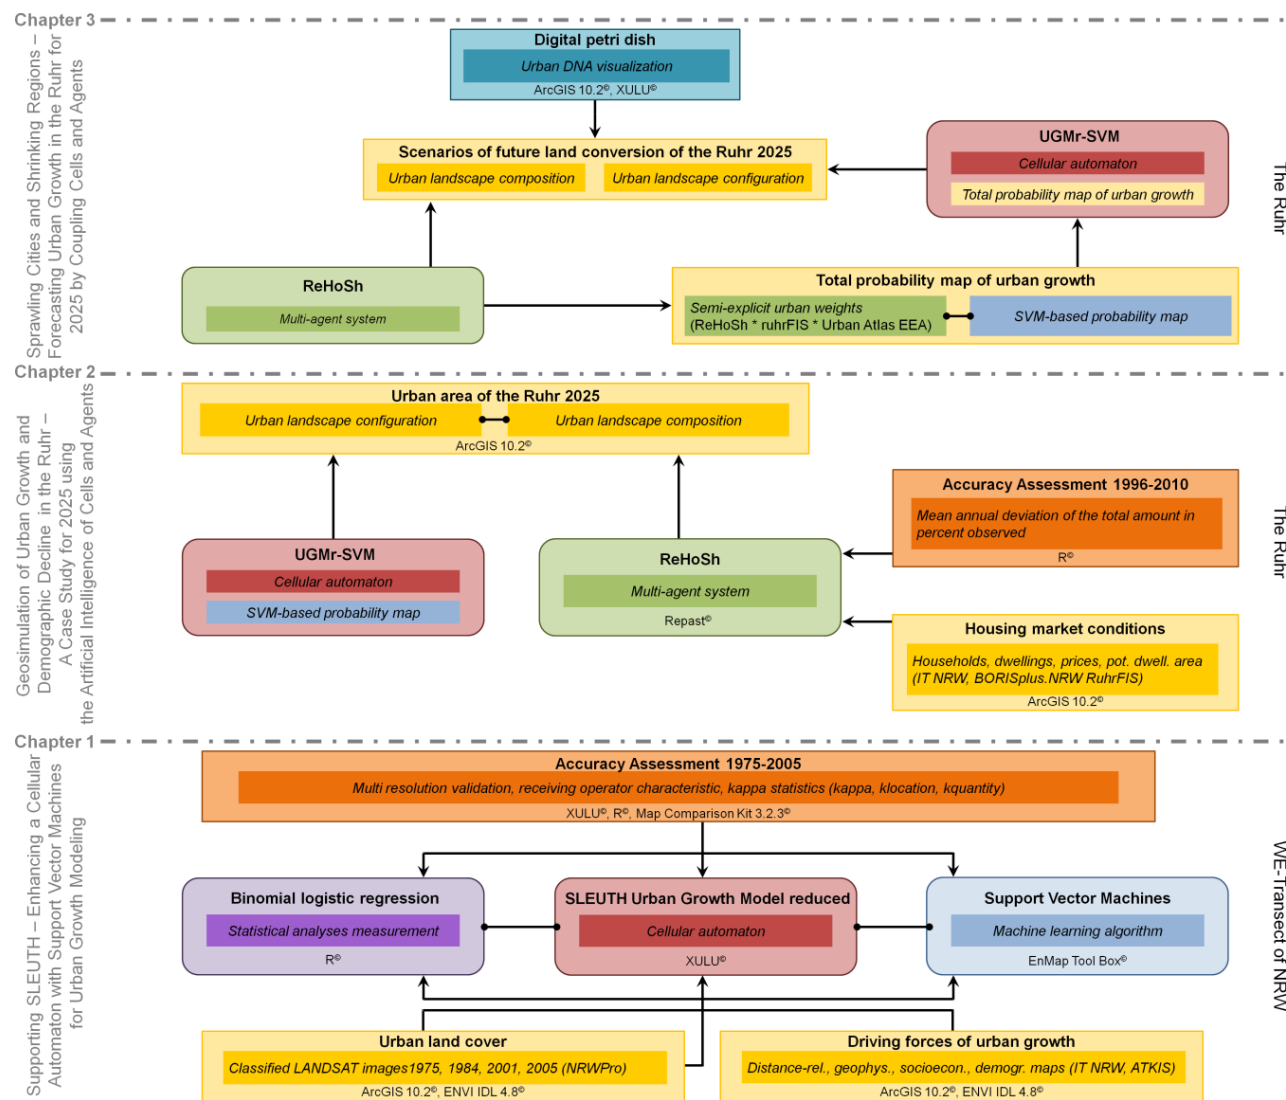 Chapter 3
Sprawling Cities and Shrinking Regions –
Forecasting Urban Growth in the Ruhr for
2025 by Coupling Cells and Agents
The Ruhr
Digital petri dish
Urban DNA visualization
ArcGIS 10.2©, XULU©
Scenarios of future land conversion of the Ruhr 2025
Urban landscape composition
Urban landscape configuration
UGMr-SVM
Cellular automaton
Total probability map of urban growth
ReHoSh
Multi-agent system
Total probability map of urban growth
Semi-explicit urban weights
(ReHoSh * ruhrFIS * Urban Atlas EEA)
SVM-based probability map
Chapter 2
Geosimulation of Urban Growth and
Demographic Decline in the Ruhr –
A Case Study for 2025 using
the Artificial Intelligence of Cells and Agents
The Ruhr
Urban area of the Ruhr 2025
Urban landscape configuration
Urban landscape composition
ArcGIS 10.2©
UGMr-SVM
Cellular automaton
SVM-based probability map
ReHoSh
Multi-agent system
Repast©
Accuracy Assessment 1996-2010
Mean annual deviation of the total amount in
percent observed
R©
Housing market conditions
Households, dwellings, prices, pot. dwell. area
(IT NRW, BORISplus.NRW RuhrFIS)
ArcGIS 10.2©
Chapter 1
Supporting SLEUTH – Enhancing a Cellular
Automaton with Support Vector Machines
for Urban Growth Modeling
WE-Transect of NRW
Accuracy Assessment 1975-2005
Multi resolution validation, receiving operator characteristic, kappa statistics (kappa, klocation, kquantity)
XULU©, R©, Map Comparison Kit 3.2.3©
Binomial logistic regression
Statistical analyses measurement
R©
SLEUTH Urban Growth Model reduced
Cellular automaton
XULU©
Support Vector Machines
Machine learning algorithm
EnMap Tool Box©
Urban land cover
Classified LANDSAT images1975, 1984, 2001, 2005 (NRWPro)
ArcGIS 10.2©, ENVI IDL 4.8©
Driving forces of urban growth
Distance-rel., geophys., socioecon., demogr. maps (IT NRW, ATKIS)
ArcGIS 10.2©, ENVI IDL 4.8©